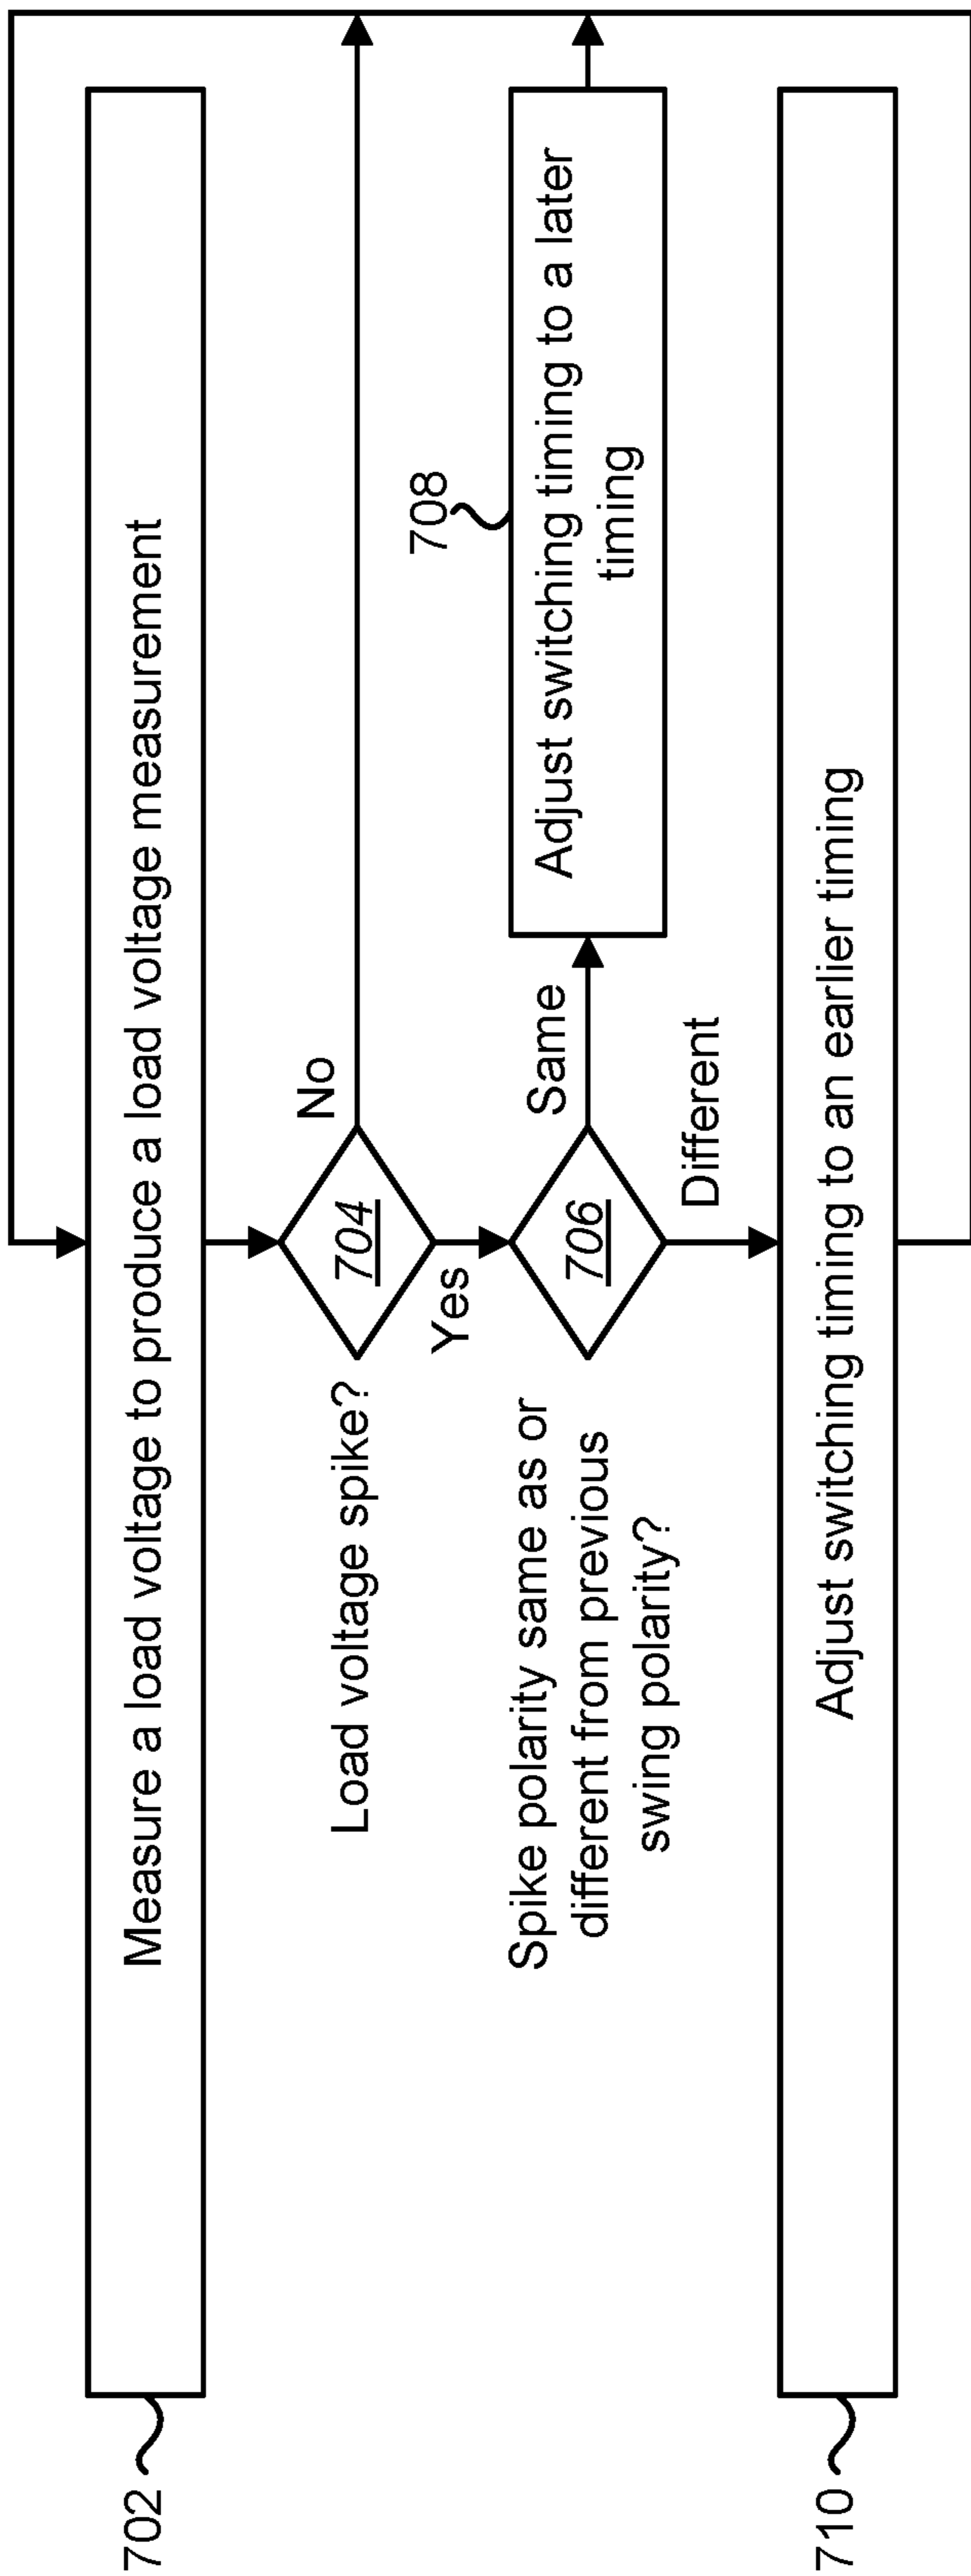 702
Measure a load voltage to produce a load voltage measurement
Load voltage spike?
704
No
Yes
Spike polarity same as or
different from previous
swing polarity?
706
Same
708
Adjust switching timing to a later
timing
Different
710
Adjust switching timing to an earlier timing